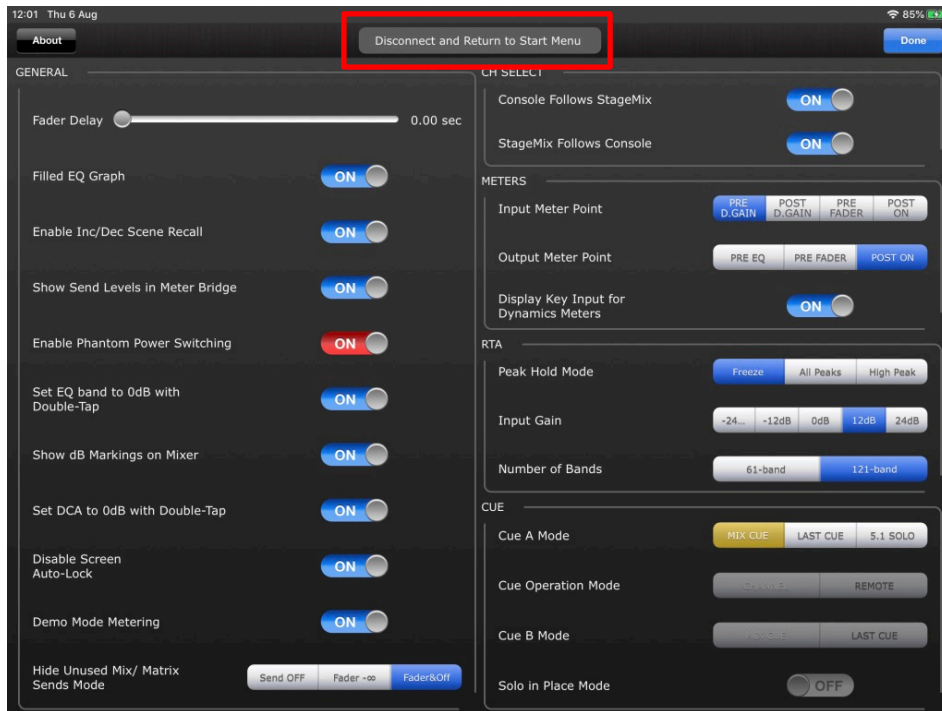 12:01 Thu 6 Aug
85%
About
Disconnect and Return to Start Menu
Done
GENERAL
Fader Delay
0.00 sec
Filled EQ Graph
ON
Enable Inc/Dec Scene Recall
ON
Show Send Levels in Meter Bridge
ON
Enable Phantom Power Switching
ON
Set EQ band to 0dB with
Double-Tap
ON
Show dB Markings on Mixer
ON
Set DCA to 0dB with Double-Tap
ON
Disable Screen
Auto-Lock
ON
Demo Mode Metering
ON
Hide Unused Mix/ Matrix
Sends Mode
Send OFF Fader -∞ Fader&Off
CH SELECT
Console Follows StageMix
ON
StageMix Follows Console
ON
METERS
Input Meter Point
PRE
D.GAIN
POST
D.GAIN
PRE
FADER
POST
ON
Output Meter Point
PRE EQ PRE FADER POST ON
Display Key Input for
Dynamics Meters
ON
RTA
Peak Hold Mode
Freeze All Peaks High Peak
Input Gain
-24... -12dB 0dB 12dB 24dB
Number of Bands
61-band 121-band
CUE
Cue A Mode
MIX CUE LAST CUE 5.1 SOLO
Cue Operation Mode
REMOTE
Cue B Mode
LAST CUE
Solo in Place Mode
OFF